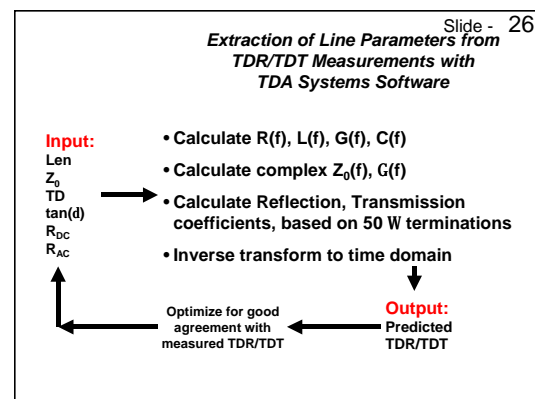 Slide - 26
Extraction of Line Parameters from
TDR/TDT Measurements with
TDA Systems Software
Input:
Len
Z₀
TD
tan(d)
R_DC
R_AC
• Calculate R(f), L(f), G(f), C(f)
• Calculate complex Z₀(f), G(f)
• Calculate Reflection, Transmission
coefficients, based on 50 W terminations
• Inverse transform to time domain
Output:
Predicted
TDR/TDT
Optimize for good
agreement with
measured TDR/TDT